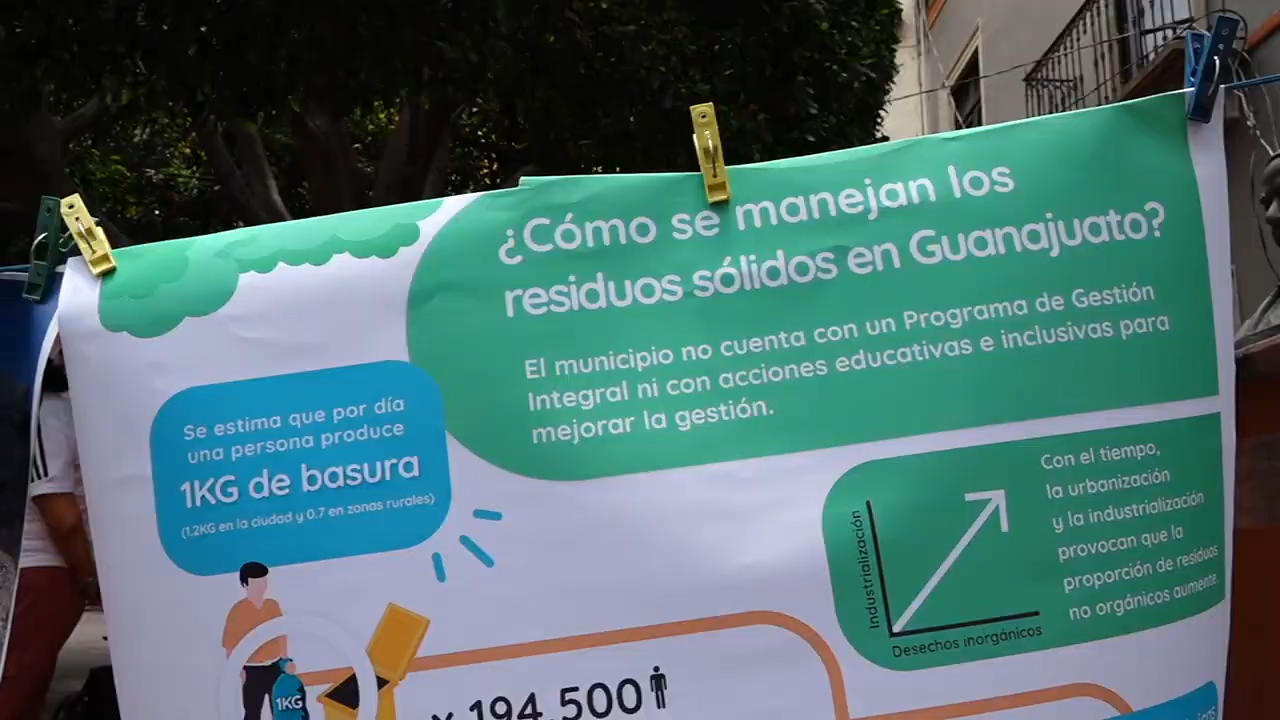 ¿Cómo se manejan los
residuos sólidos en Guanajuato?
El municipio no cuenta con un Programa de Gestión
Integral ni con acciones educativas e inclusivas para
mejorar la gestión.
Se estima que por día
una persona produce
1KG de basura
(1.2KG en la ciudad y 0.7 en zonas rurales)
Con el tiempo,
la urbanización
y la industrialización
provocan que la
proporción de residuos
no orgánicos aumente.
Industrialización
Desechos inorgánicos
1KG
x 194,500